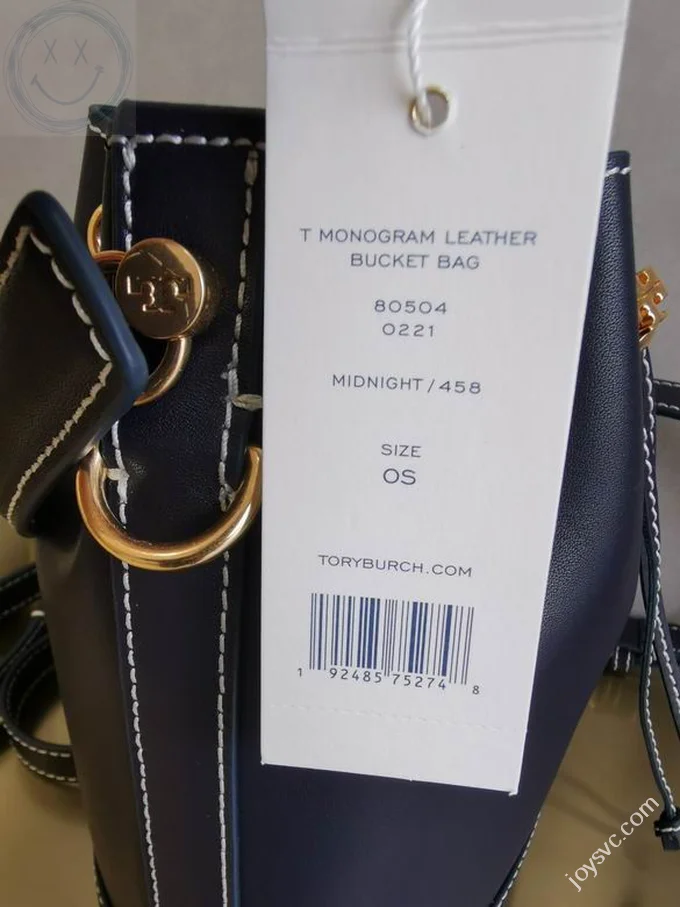 T MONOGRAM LEATHER
BUCKET BAG
80504
0221
MIDNIGHT/458
SIZE
OS
TORYBURCH.COM
1 92485 75274 8
joysvc.com